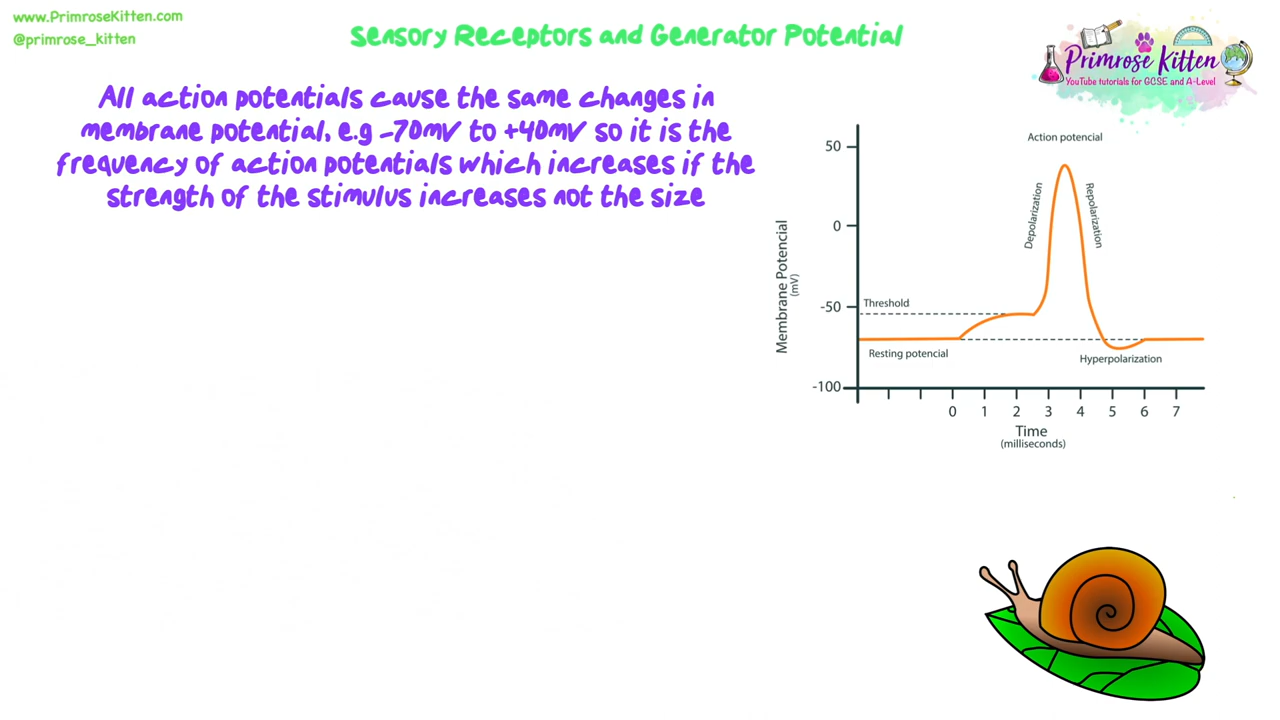 www.PrimroseKitten.com
@primrose_kitten
Sensory Receptors and Generator Potential
Primrose Kitten
YouTube tutorials for GCSE and A-Level
All action potentials cause the same changes in
membrane potential, e.g -70mV to +40mV so it is the
frequency of action potentials which increases if the
strength of the stimulus increases not the size
Action potencial
50
0
-50
-100
Membrane Potencial
(mV)
Depolarization
Repolarization
Threshold
Resting potencial
Hyperpolarization
0 1 2 3 4 5 6 7
Time
(milliseconds)